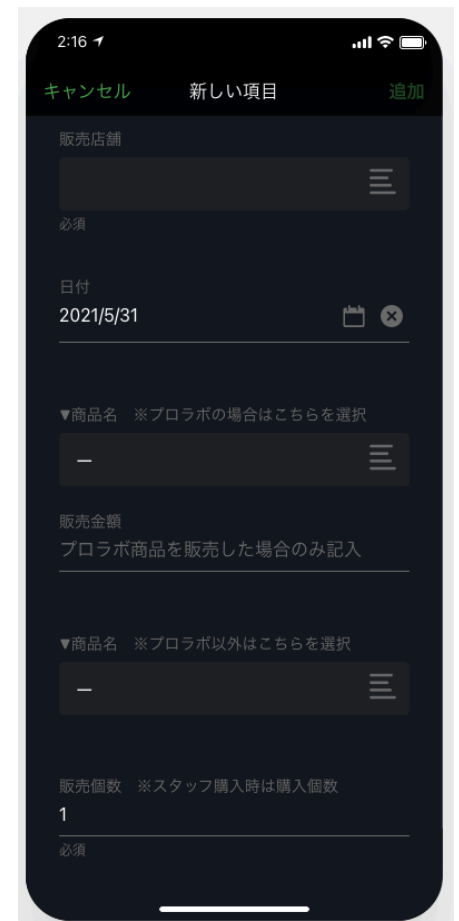 2:16
キャンセル 新しい項目 追加
販売店舗
必須
日付
2021/5/31
▼商品名　※プロラボの場合はこちらを選択
—
販売金額
プロラボ商品を販売した場合のみ記入
▼商品名　※プロラボ以外はこちらを選択
—
販売個数　※スタッフ購入時は購入個数
1
必須